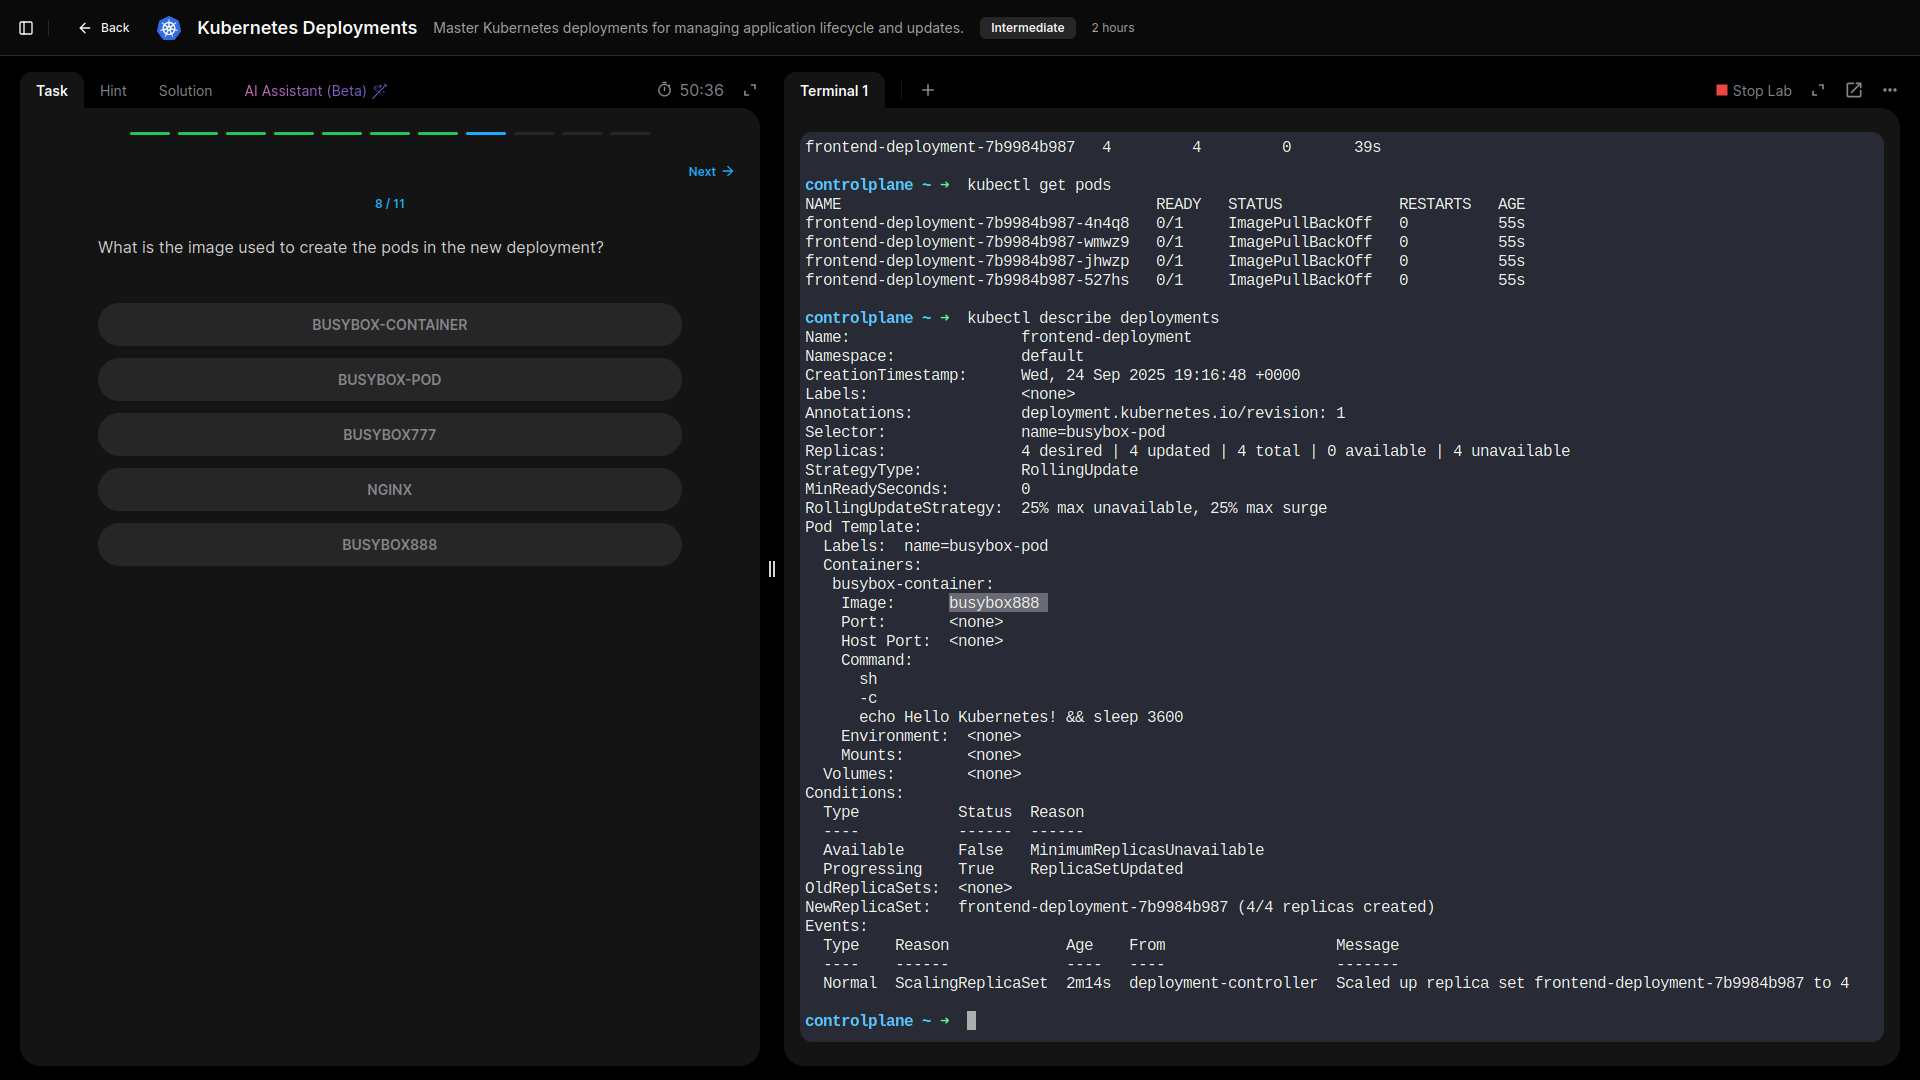 Back
Kubernetes Deployments
Master Kubernetes deployments for managing application lifecycle and updates.
Intermediate
2 hours
Task
Hint
Solution
AI Assistant (Beta)
50:36
Next
8 / 11
What is the image used to create the pods in the new deployment?
BUSYBOX-CONTAINER
BUSYBOX-POD
BUSYBOX777
NGINX
BUSYBOX888
Terminal 1
Stop Lab
frontend-deployment-7b9984b987   4         4         0       39s
controlplane ~ ➜  kubectl get pods
NAME                                   READY   STATUS             RESTARTS   AGE
frontend-deployment-7b9984b987-4n4q8   0/1     ImagePullBackOff   0          55s
frontend-deployment-7b9984b987-wmwz9   0/1     ImagePullBackOff   0          55s
frontend-deployment-7b9984b987-jhwzp   0/1     ImagePullBackOff   0          55s
frontend-deployment-7b9984b987-527hs   0/1     ImagePullBackOff   0          55s
controlplane ~ ➜  kubectl describe deployments
Name:                   frontend-deployment
Namespace:              default
CreationTimestamp:      Wed, 24 Sep 2025 19:16:48 +0000
Labels:                 <none>
Annotations:            deployment.kubernetes.io/revision: 1
Selector:               name=busybox-pod
Replicas:               4 desired | 4 updated | 4 total | 0 available | 4 unavailable
StrategyType:           RollingUpdate
MinReadySeconds:        0
RollingUpdateStrategy:  25% max unavailable, 25% max surge
Pod Template:
  Labels:  name=busybox-pod
  Containers:
   busybox-container:
    Image:      busybox888
    Port:       <none>
    Host Port:  <none>
    Command:
      sh
      -c
      echo Hello Kubernetes! && sleep 3600
    Environment:  <none>
    Mounts:       <none>
  Volumes:        <none>
Conditions:
  Type           Status  Reason
  ----           ------  ------
  Available      False   MinimumReplicasUnavailable
  Progressing    True    ReplicaSetUpdated
OldReplicaSets:  <none>
NewReplicaSet:   frontend-deployment-7b9984b987 (4/4 replicas created)
Events:
  Type    Reason             Age    From                   Message
  ----    ------             ----   ----                   -------
  Normal  ScalingReplicaSet  2m14s  deployment-controller  Scaled up replica set frontend-deployment-7b9984b987 to 4
controlplane ~ ➜